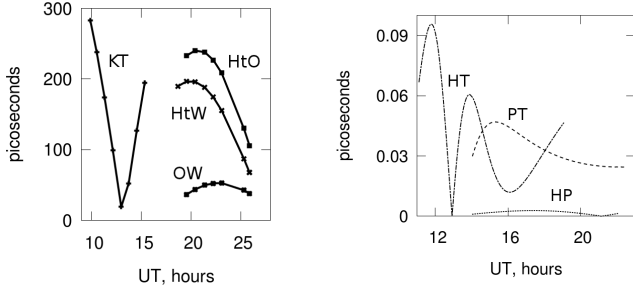 300
200
100
0
picoseconds
KT
HtO
HtW
OW
10 15 20 25
UT, hours
0.09
0.06
0.03
0
picoseconds
HT
PT
HP
12 16 20
UT, hours